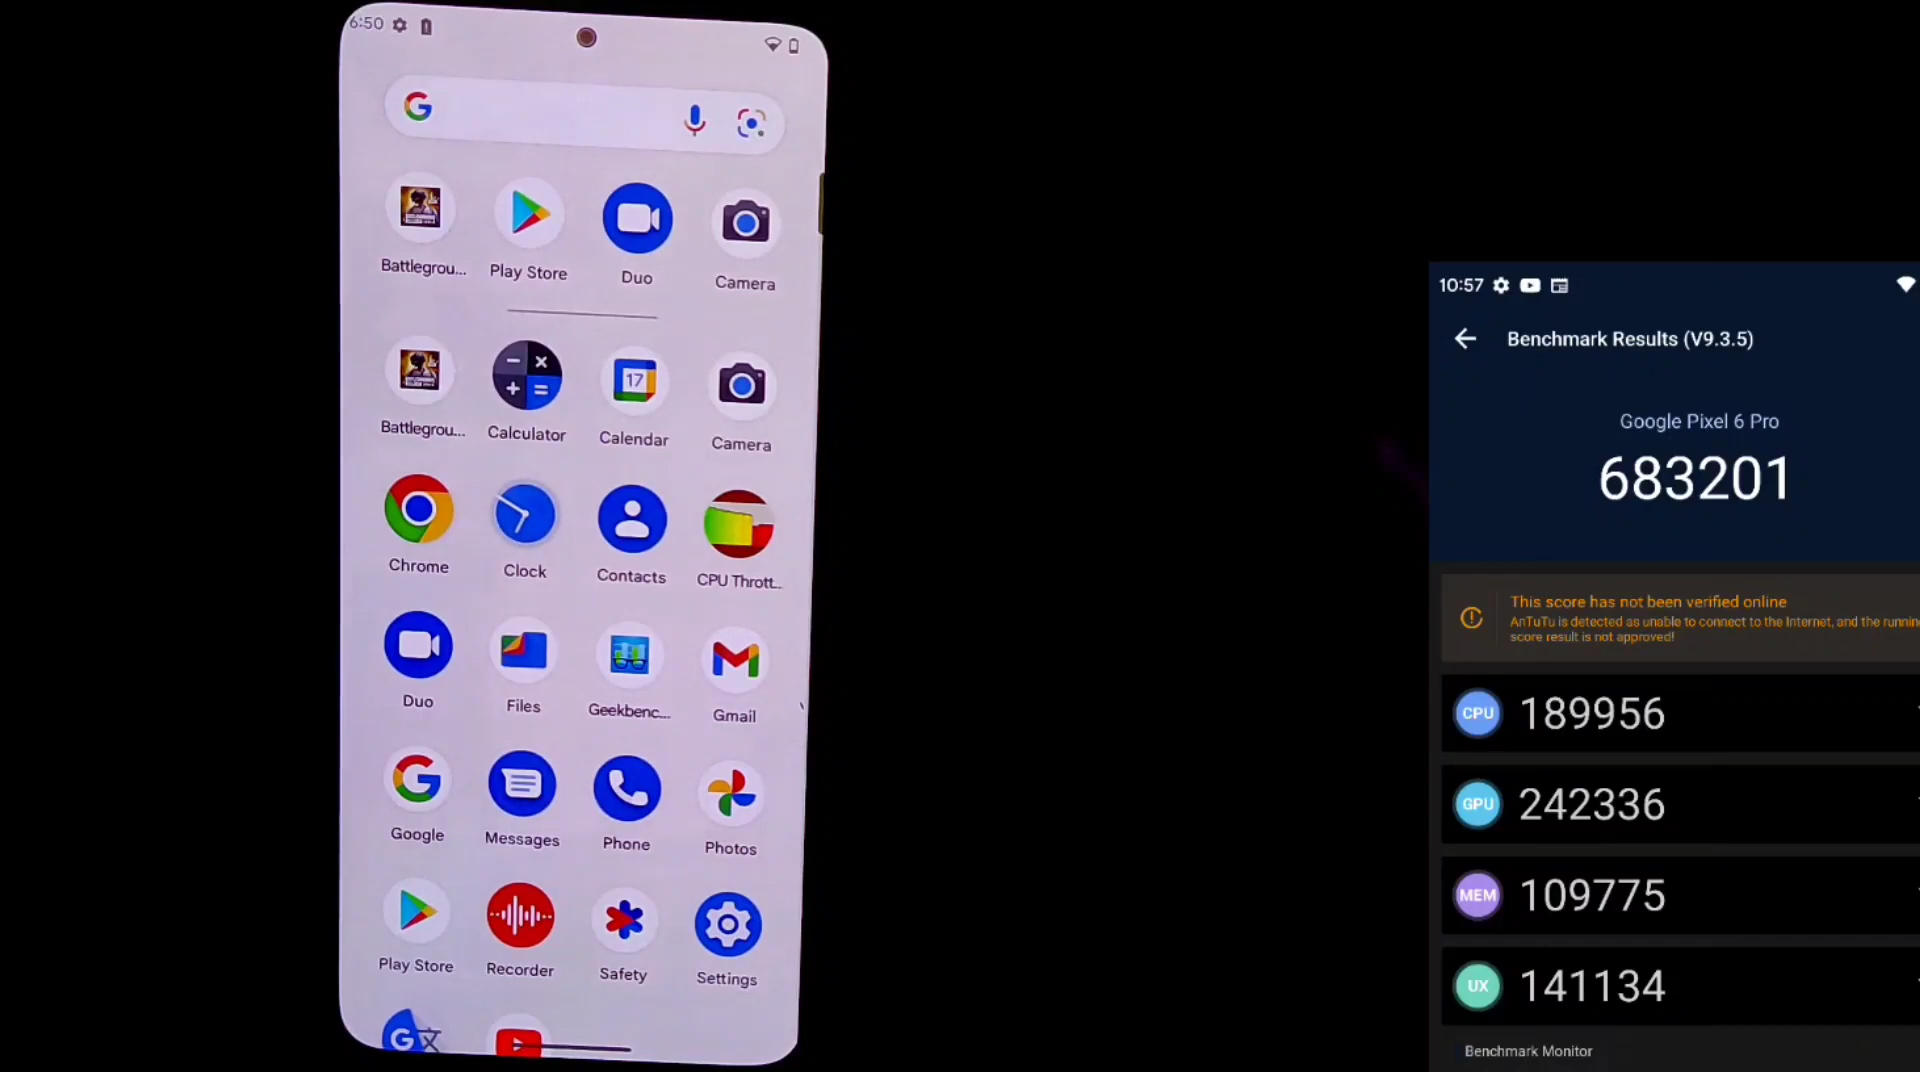 6:50
Battlegrou...
Play Store
Duo
Camera
Battlegrou...
Calculator
17
Calendar
Camera
Chrome
Clock
Contacts
CPU Thrott..
Duo
Files
Geekbenc...
Gmail
Google
Messages
Phone
Photos
Play Store
Recorder
Safety
Settings
10:57
Benchmark Results (V9.3.5)
Google Pixel 6 Pro
683201
This score has not been verified online
AnTuTu is detected as unable to connect to the Internet, and the runnin
score result is not approved!
CPU 189956
GPU 242336
MEM 109775
UX 141134
Benchmark Monitor